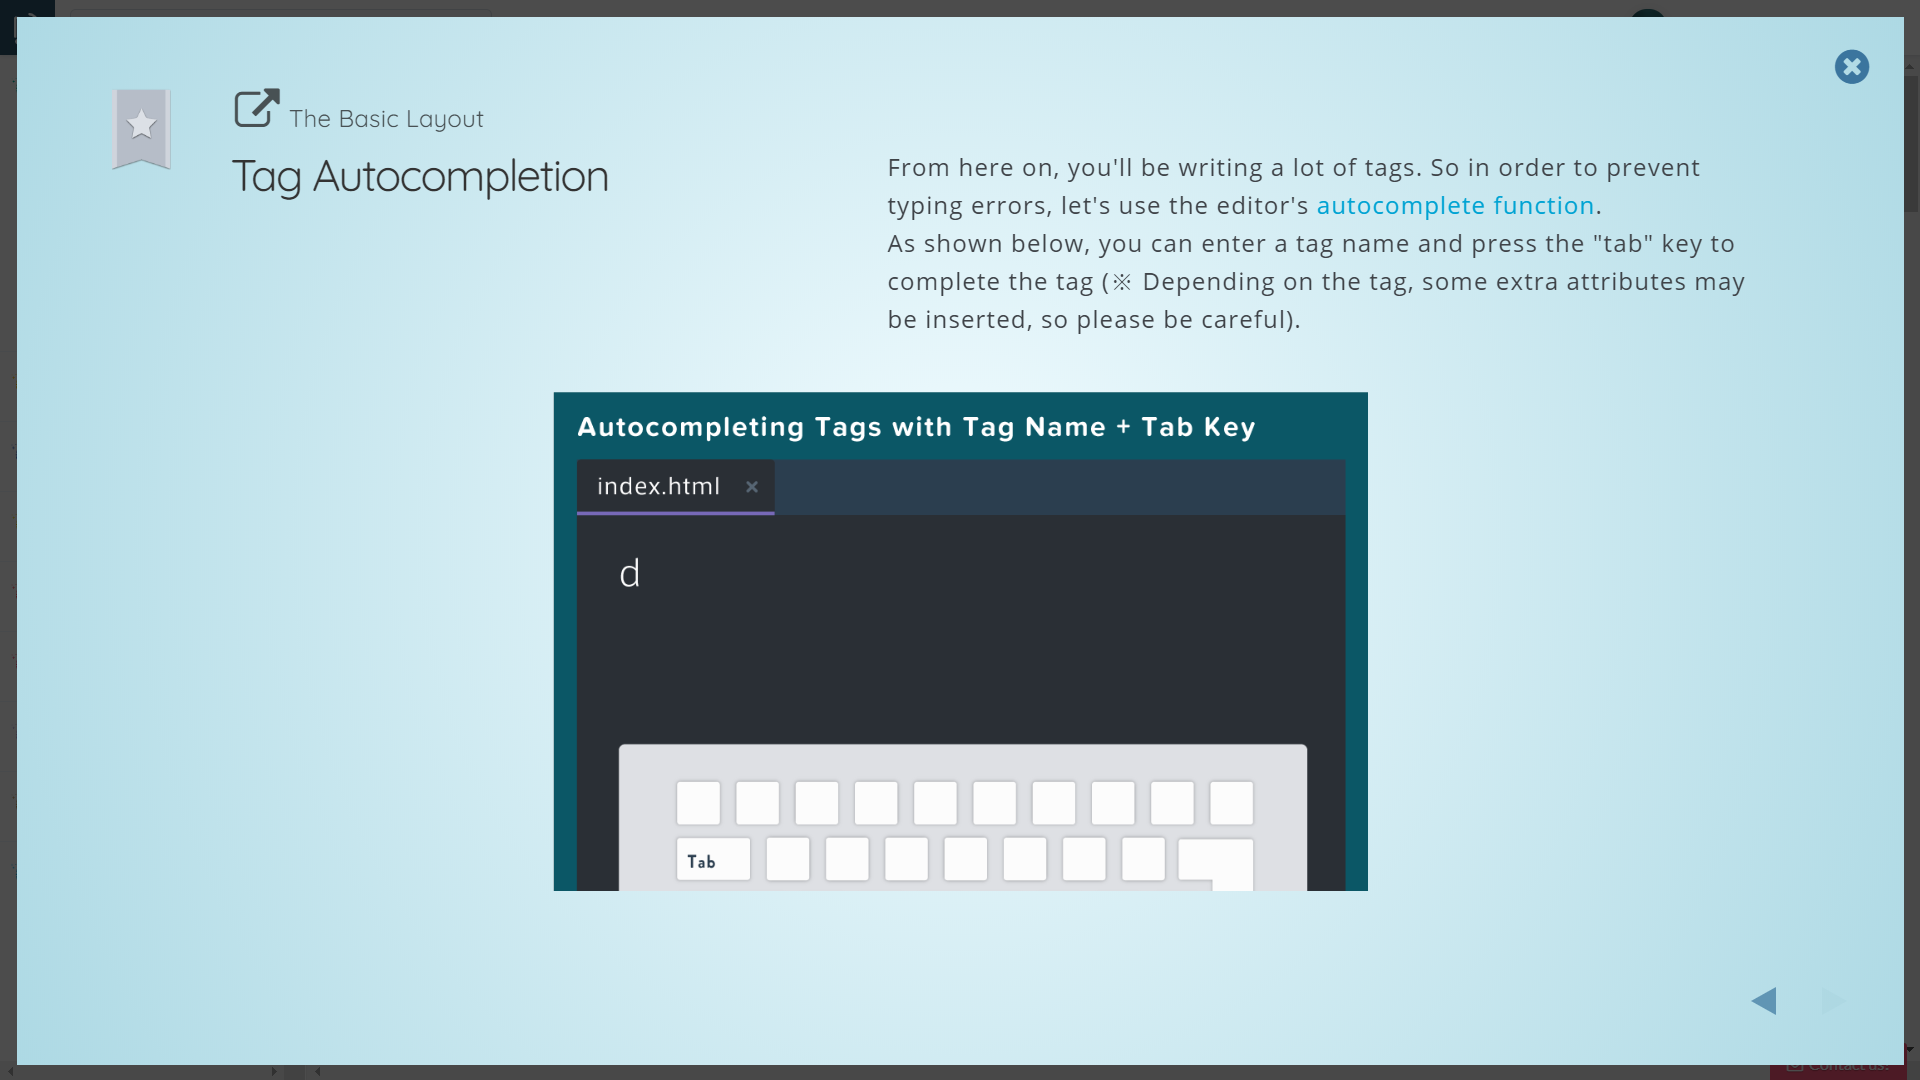 The Basic Layout
Tag Autocompletion
From here on, you'll be writing a lot of tags. So in order to prevent
typing errors, let's use the editor's autocomplete function.
As shown below, you can enter a tag name and press the "tab" key to
complete the tag (※ Depending on the tag, some extra attributes may
be inserted, so please be careful).
Autocompleting Tags with Tag Name + Tab Key
index.html
d
Tab
Contact us!